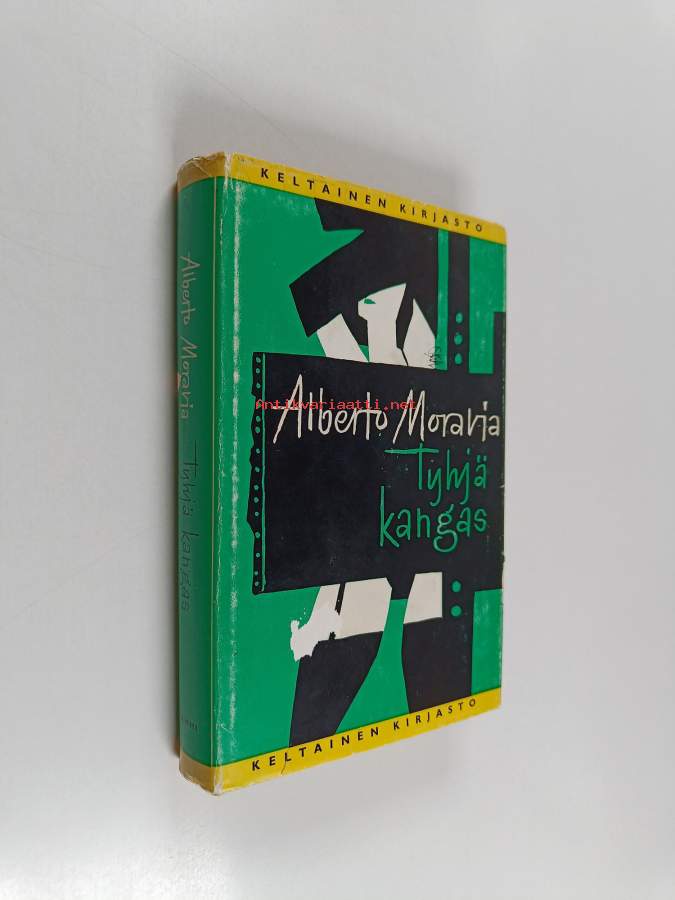 KELTAINEN KIRJASTO
Alberto Moravia
Tyhjä
kangas
KELTAINEN KIRJASTO
Alberto Moravia Tyhjä kangas
Antikvariaatti.net